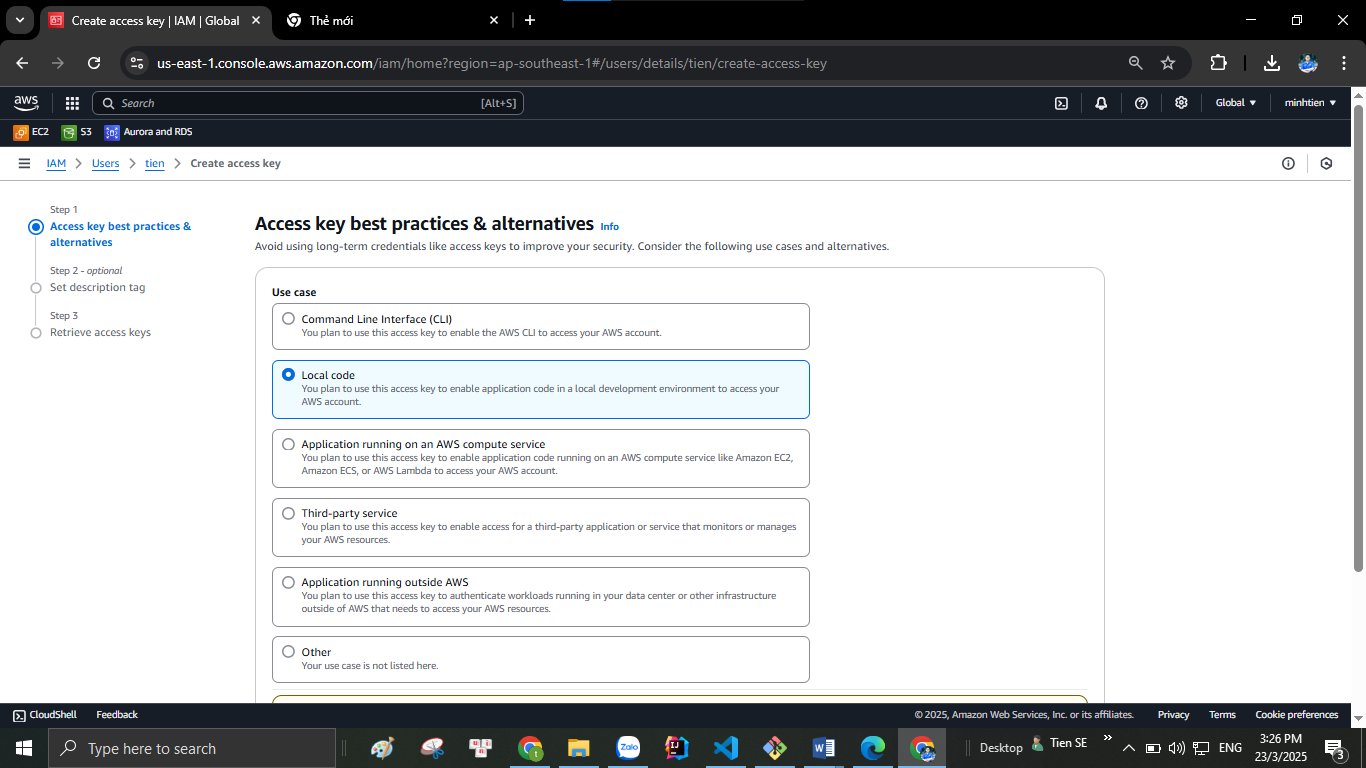 Create access key | IAM | Global
Thẻ mới
us-east-1.console.aws.amazon.com/iam/home?region=ap-southeast-1#/users/details/tien/create-access-key
aws
Search
[Alt+S]
Global
minhtien
EC2
S3
Aurora and RDS
IAM
Users
tien
Create access key
Step 1
Access key best practices &
alternatives
Step 2 - optional
Set description tag
Step 3
Retrieve access keys
Access key best practices & alternatives Info
Avoid using long-term credentials like access keys to improve your security. Consider the following use cases and alternatives.
Use case
Command Line Interface (CLI)
You plan to use this access key to enable the AWS CLI to access your AWS account.
Local code
You plan to use this access key to enable application code in a local development environment to access your
AWS account.
Application running on an AWS compute service
You plan to use this access key to enable application code running on an AWS compute service like Amazon EC2,
Amazon ECS, or AWS Lambda to access your AWS account.
Third-party service
You plan to use this access key to enable access for a third-party application or service that monitors or manages
your AWS resources.
Application running outside AWS
You plan to use this access key to authenticate workloads running in your data center or other infrastructure
outside of AWS that needs to access your AWS resources.
Other
Your use case is not listed here.
CloudShell
Feedback
© 2025, Amazon Web Services, Inc. or its affiliates.
Privacy
Terms
Cookie preferences
Type here to search
Zalo
Desktop
Tien SE
ENG
3:26 PM
23/3/2025
3